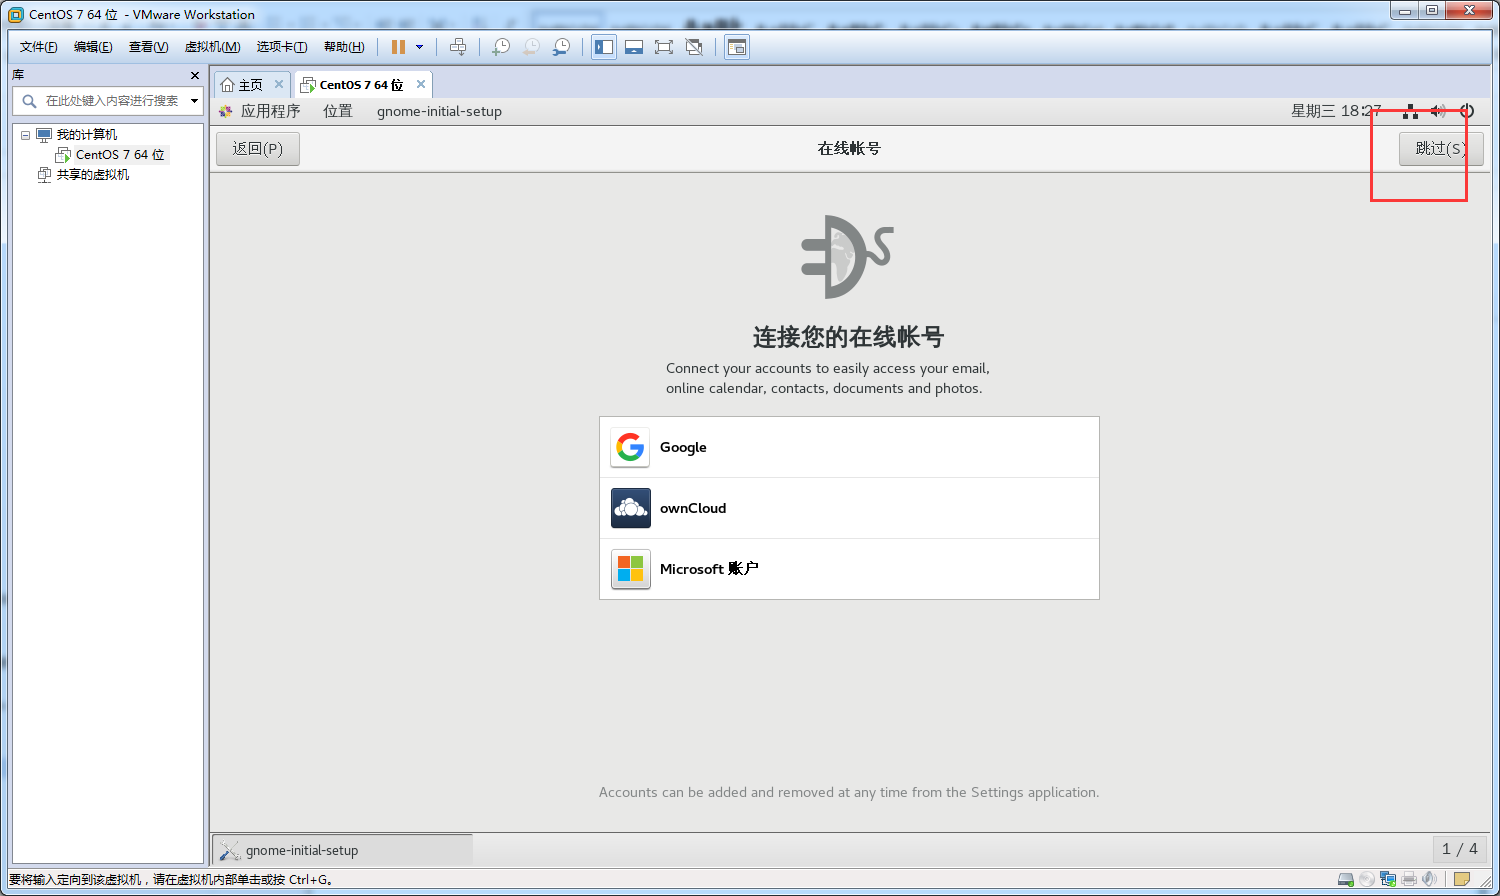 CentOS 7 64 位 - VMware Workstation
文件(F) 编辑(E) 查看(V) 虚拟机(M) 选项卡(T) 帮助(H)
库
在此处键入内容进行搜索
我的计算机
CentOS 7 64 位
共享的虚拟机
主页
CentOS 7 64 位
应用程序 位置 gnome-initial-setup
星期三 18:27
返回(P)
在线帐号
跳过(S)
连接您的在线帐号
Connect your accounts to easily access your email,
online calendar, contacts, documents and photos.
Google
ownCloud
Microsoft 账户
Accounts can be added and removed at any time from the Settings application.
gnome-initial-setup
1 / 4
要将输入定向到该虚拟机，请在虚拟机内部单击或按 Ctrl+G。